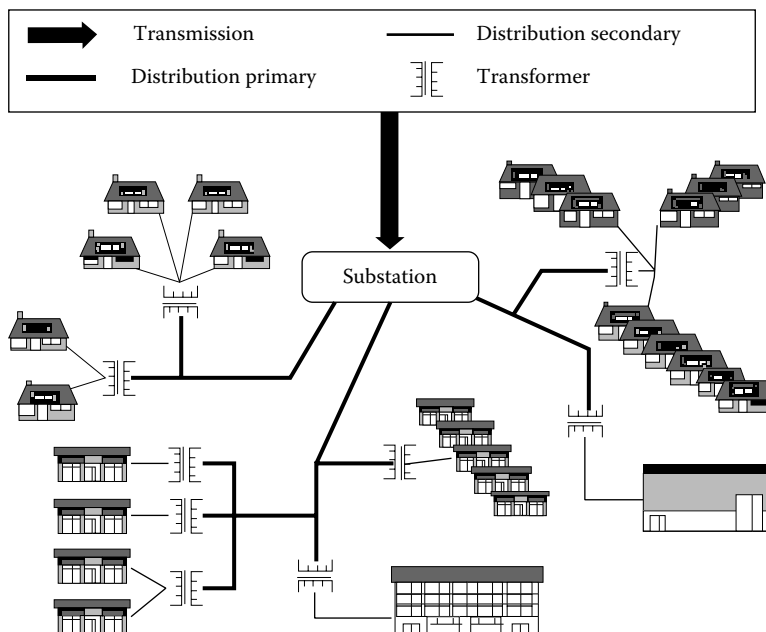 Transmission
Distribution secondary
Distribution primary
Transformer
Substation